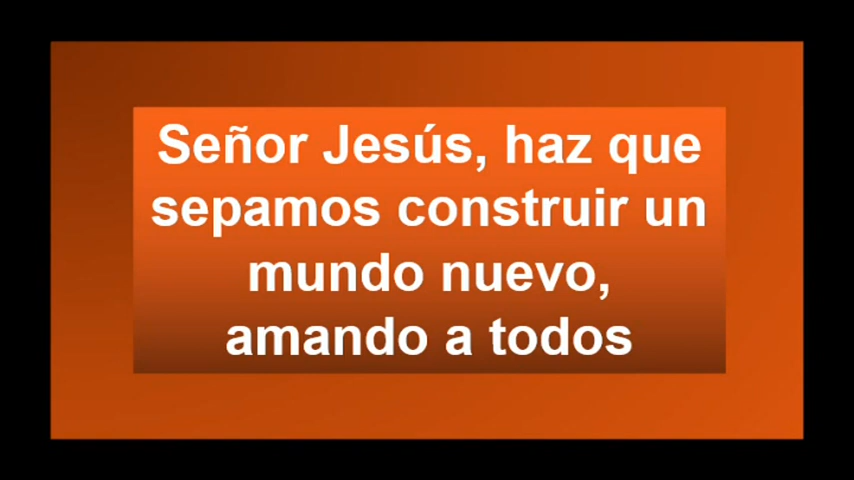 Señor Jesús, haz que
sepamos construir un
mundo nuevo,
amando a todos